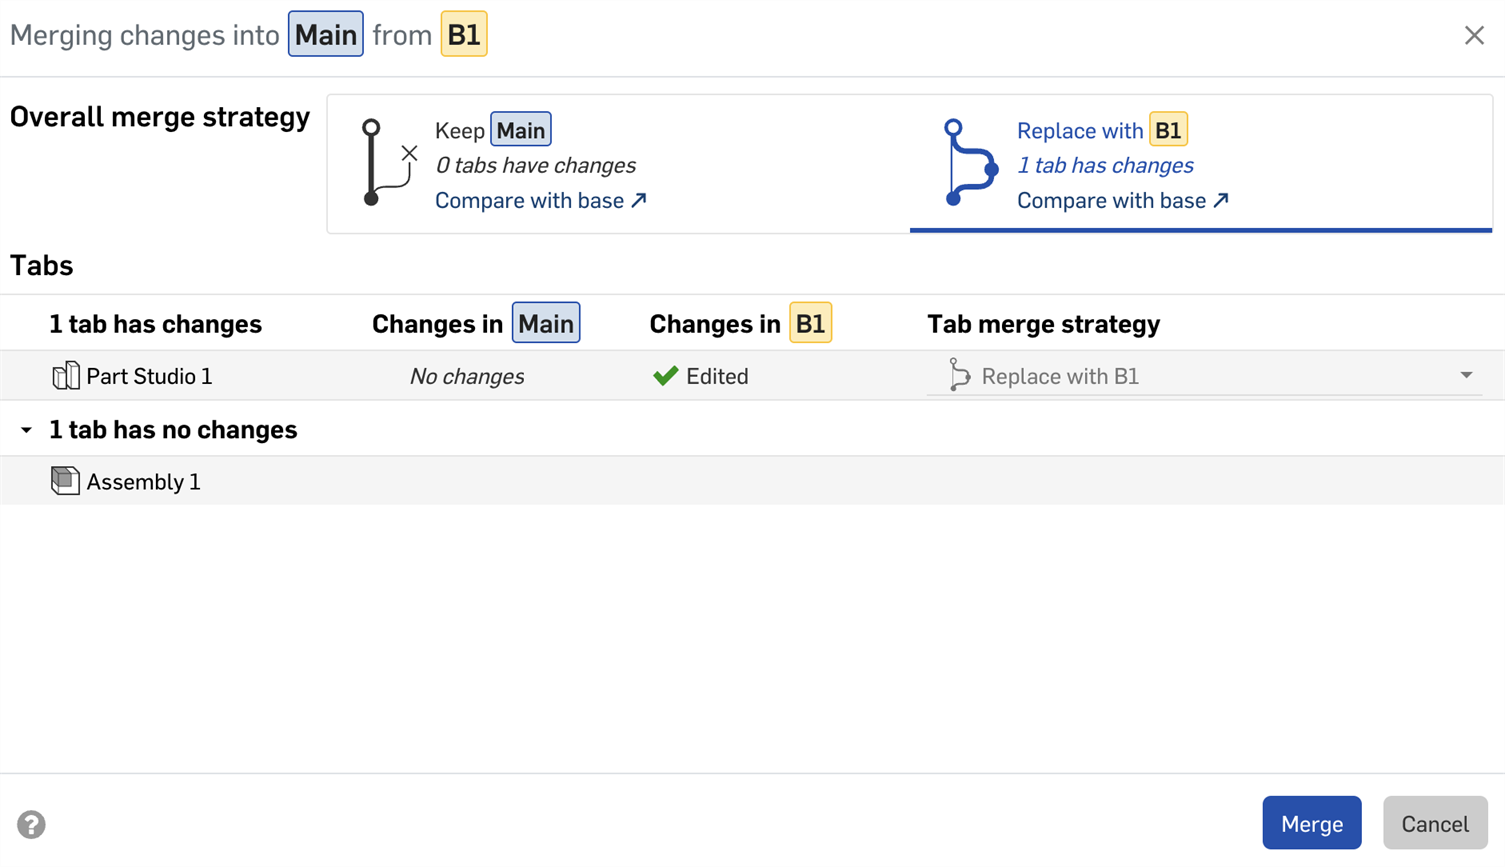 Merging changes into Main from B1
Overall merge strategy
Keep Main
0 tabs have changes
Compare with base
Replace with B1
1 tab has changes
Compare with base
Tabs
1 tab has changes Changes in Main Changes in B1 Tab merge strategy
Part Studio 1 No changes Edited Replace with B1
1 tab has no changes
Assembly 1
?
Merge Cancel